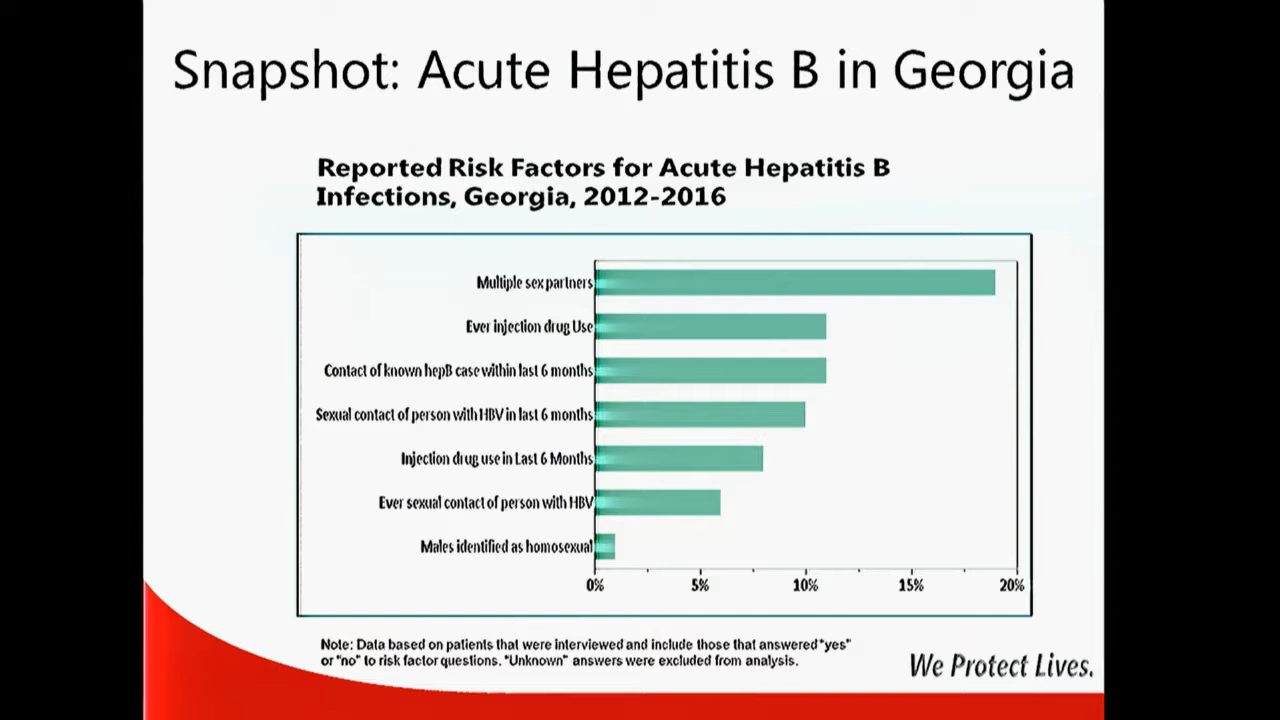 Snapshot: Acute Hepatitis B in Georgia
Reported Risk Factors for Acute Hepatitis B
Infections, Georgia, 2012-2016
Multiple sex partners
Ever injection drug Use
Contact of known hepB case within last 6 months
Sexual contact of person with HBV in last 6 months
Injection drug use in Last 6 Months
Ever sexual contact of person with HBV
Males identified as homosexual
0% 5% 10% 15% 20%
Note: Data based on patients that were interviewed and include those that answered "yes"
or "no" to risk factor questions. "Unknown" answers were excluded from analysis.
We Protect Lives.